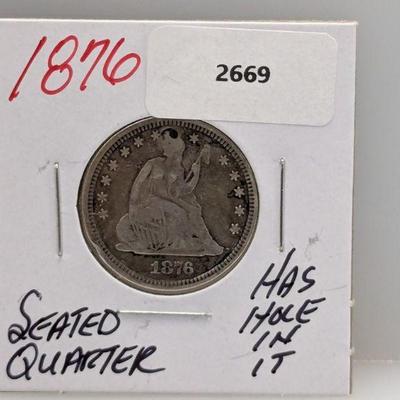 1876
2669
1876
SEATED
QUARTER
HAS
HOLE
IN
IT